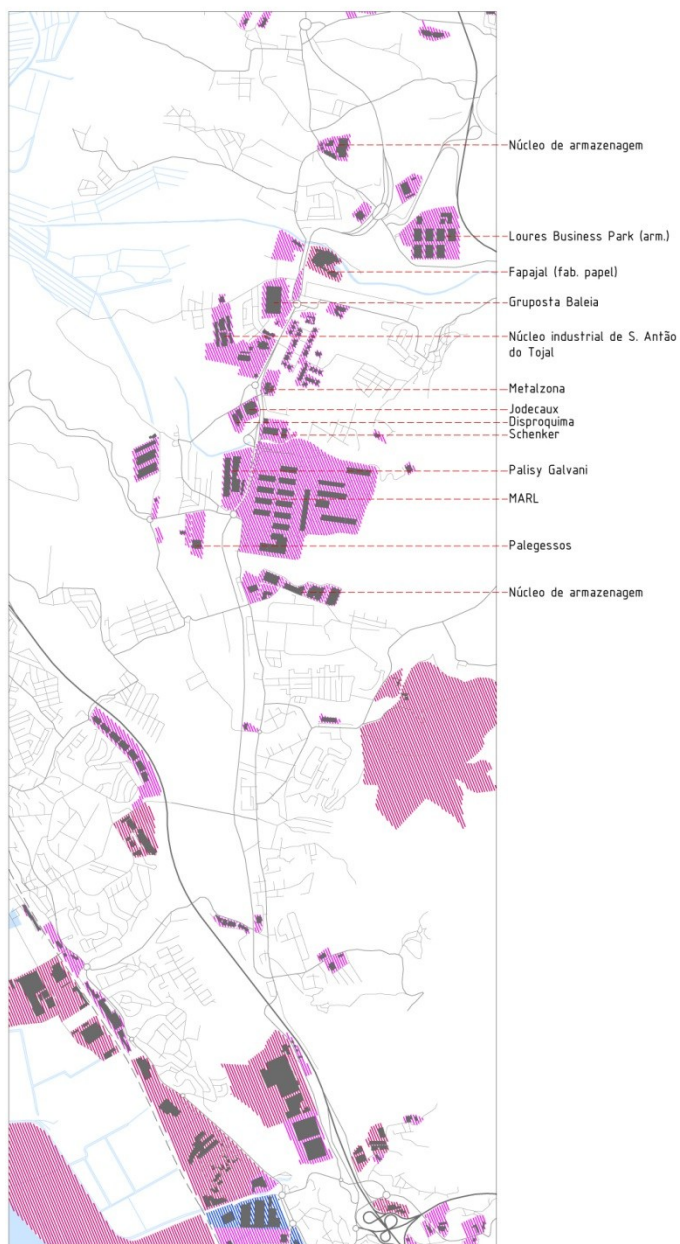 Núcleo de armazenagem
Loures Business Park (arm.)
Fapajal (fab. papel)
Gruposta Baleia
Núcleo industrial de S. Antão
do Tojal
Metalzona
Jodecaux
Disproquima
Schenker
Palisy Galvani
MARL
Palegessos
Núcleo de armazenagem